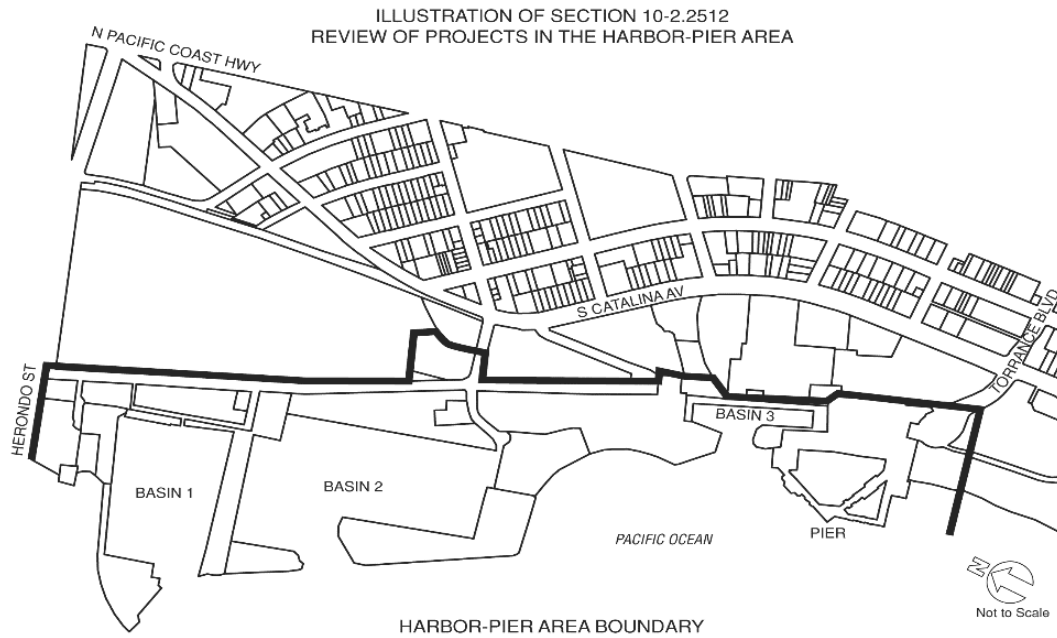 ILLUSTRATION OF SECTION 10-2.2512
REVIEW OF PROJECTS IN THE HARBOR-PIER AREA
N PACIFIC COAST HWY
S CATALINA AV
TORRANCE BLVD
HERONDO ST
BASIN 3
BASIN 1
BASIN 2
PIER
PACIFIC OCEAN
N
Not to Scale
HARBOR-PIER AREA BOUNDARY